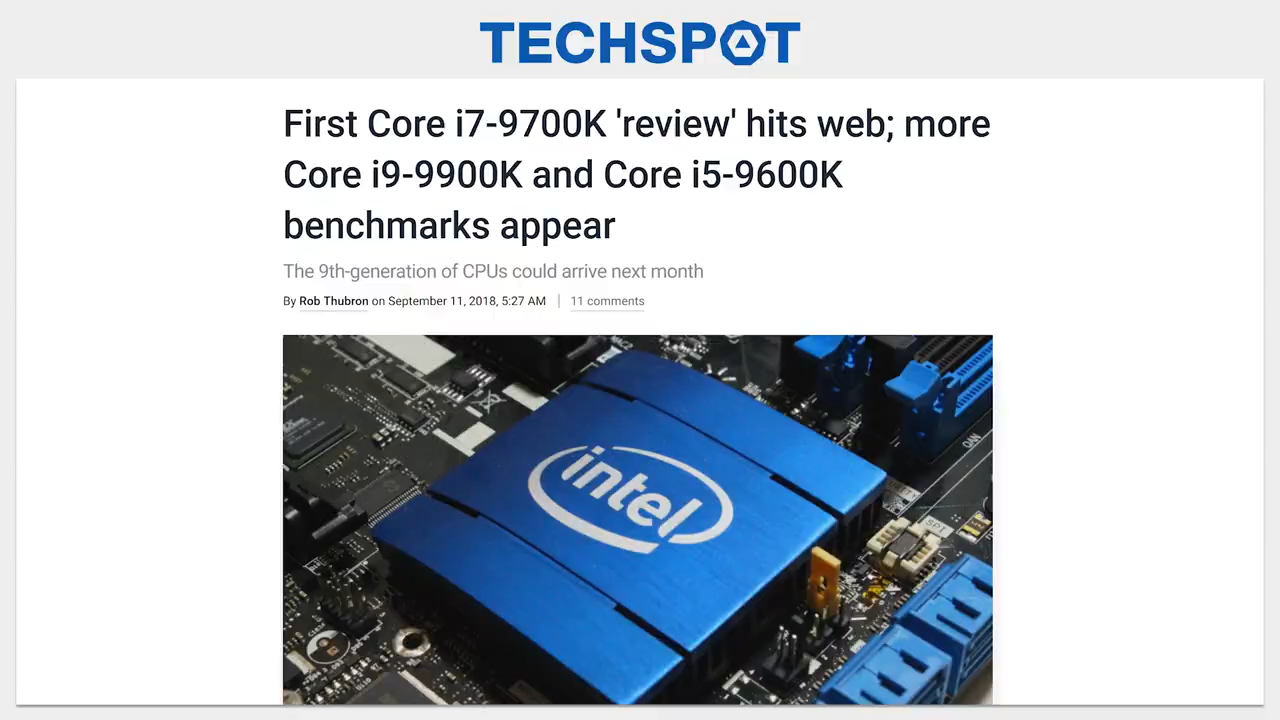 TECHSPOT
First Core i7-9700K 'review' hits web; more
Core i9-9900K and Core i5-9600K
benchmarks appear
The 9th-generation of CPUs could arrive next month
By Rob Thubron on September 11, 2018, 5:27 AM | 11 comments
intel
SPI